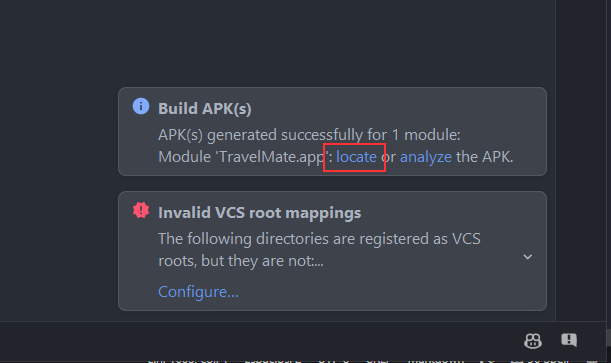 Build APK(s)
APK(s) generated successfully for 1 module:
Module 'TravelMate.app': locate or analyze the APK.
Invalid VCS root mappings
The following directories are registered as VCS
roots, but they are not:...
Configure...